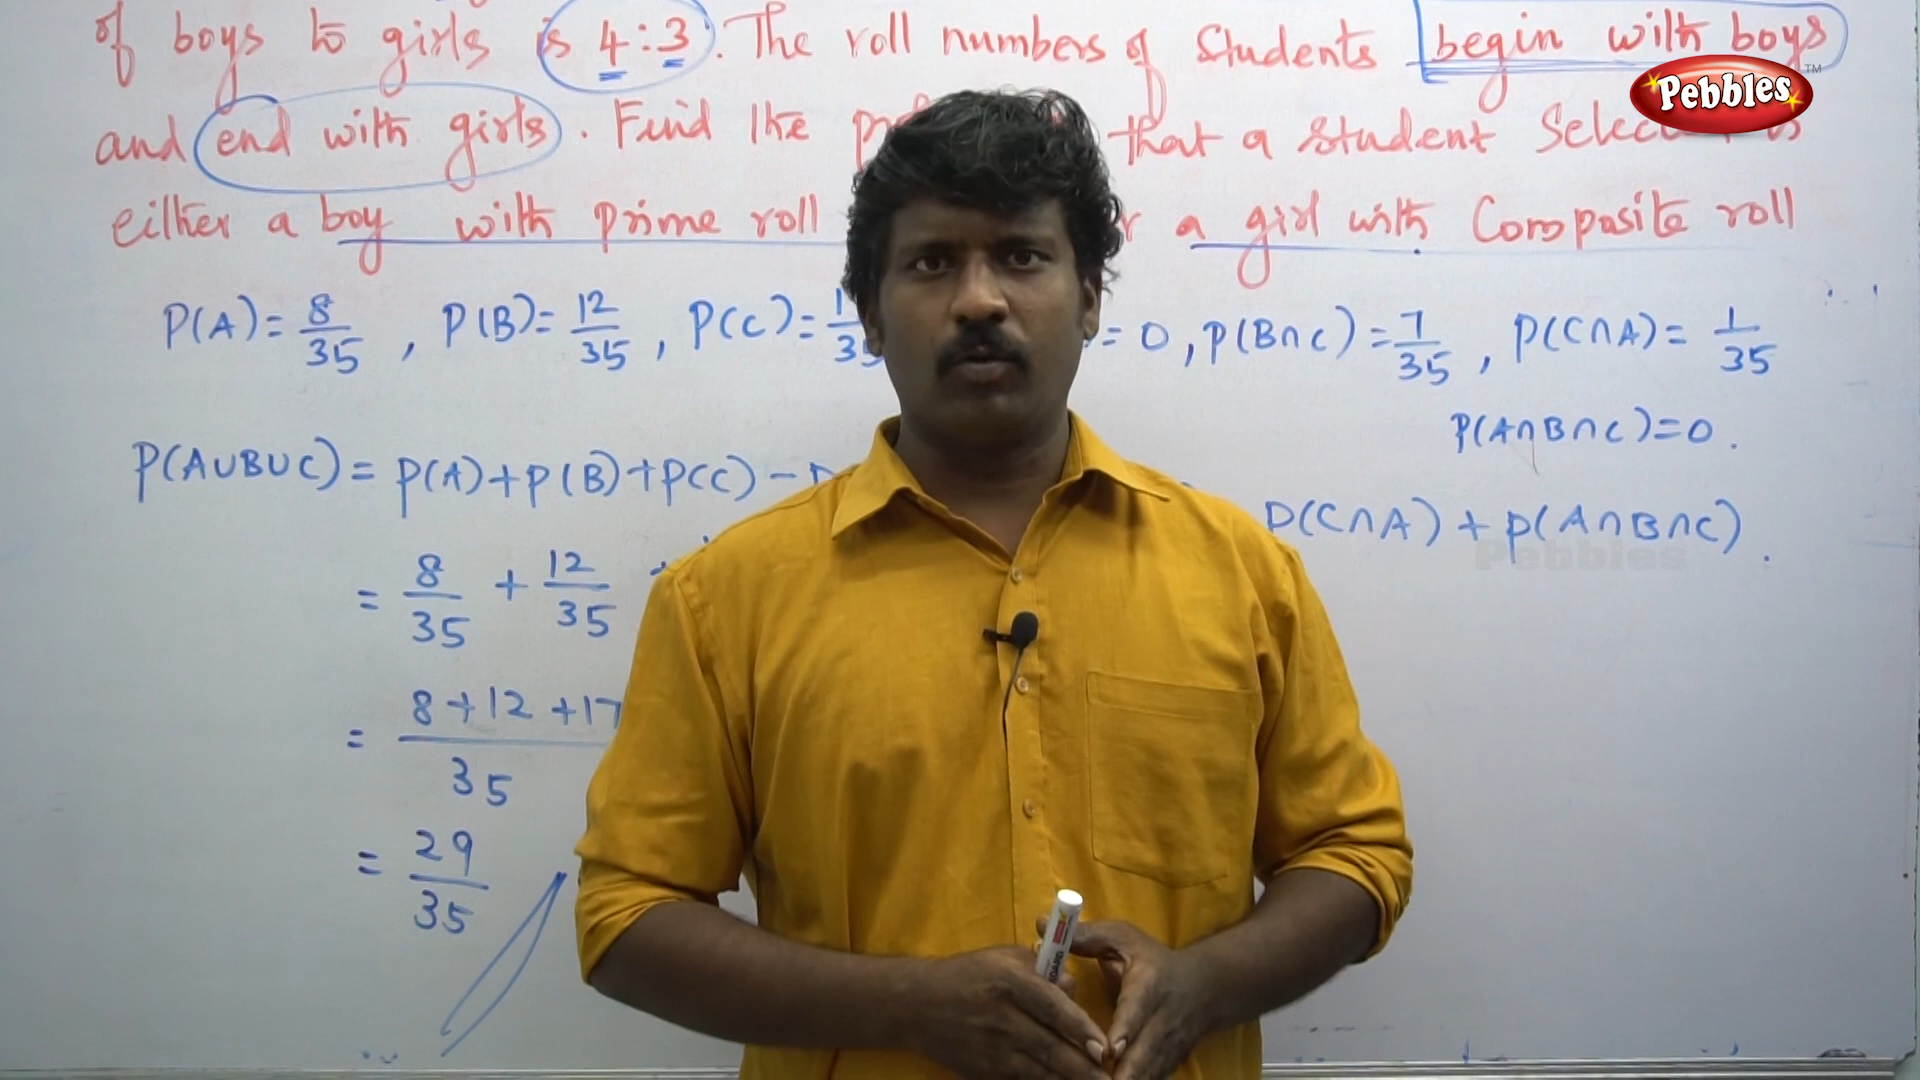 of boys to girls is 4:3. The roll numbers of Students begin with boys
Pebbles™
and end with girls. Find the that a student
either a boy with prime roll a girl with Composite roll
P(A)=8/35, P(B)=12/35, P(C)= =0, P(B∩C)=7/35, P(C∩A)=1/35
P(A∩B∩C)=0.
P(A∪B∪C)=P(A)+P(B)+P(C)-
P(C∩A)+P(A∩B∩C).
Pebbles
=8/35+12/35
=8+12+17
35
=29/35